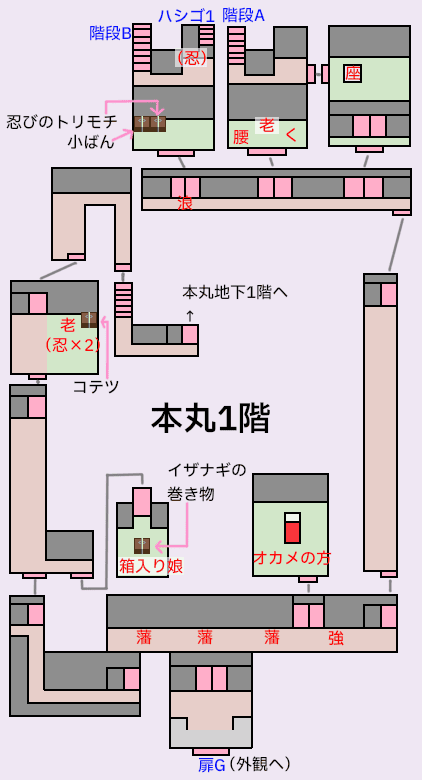 ハシゴ1 階段A
階段B
(忍)
座
忍びのトリモチ
小ばん
腰 老 く
浪
本丸地下1階へ
↑
老
(忍×2)
コテツ
本丸1階
イザナギの
巻き物
箱入り娘
オカメの方
藩 藩 藩 強
扉G(外観へ)